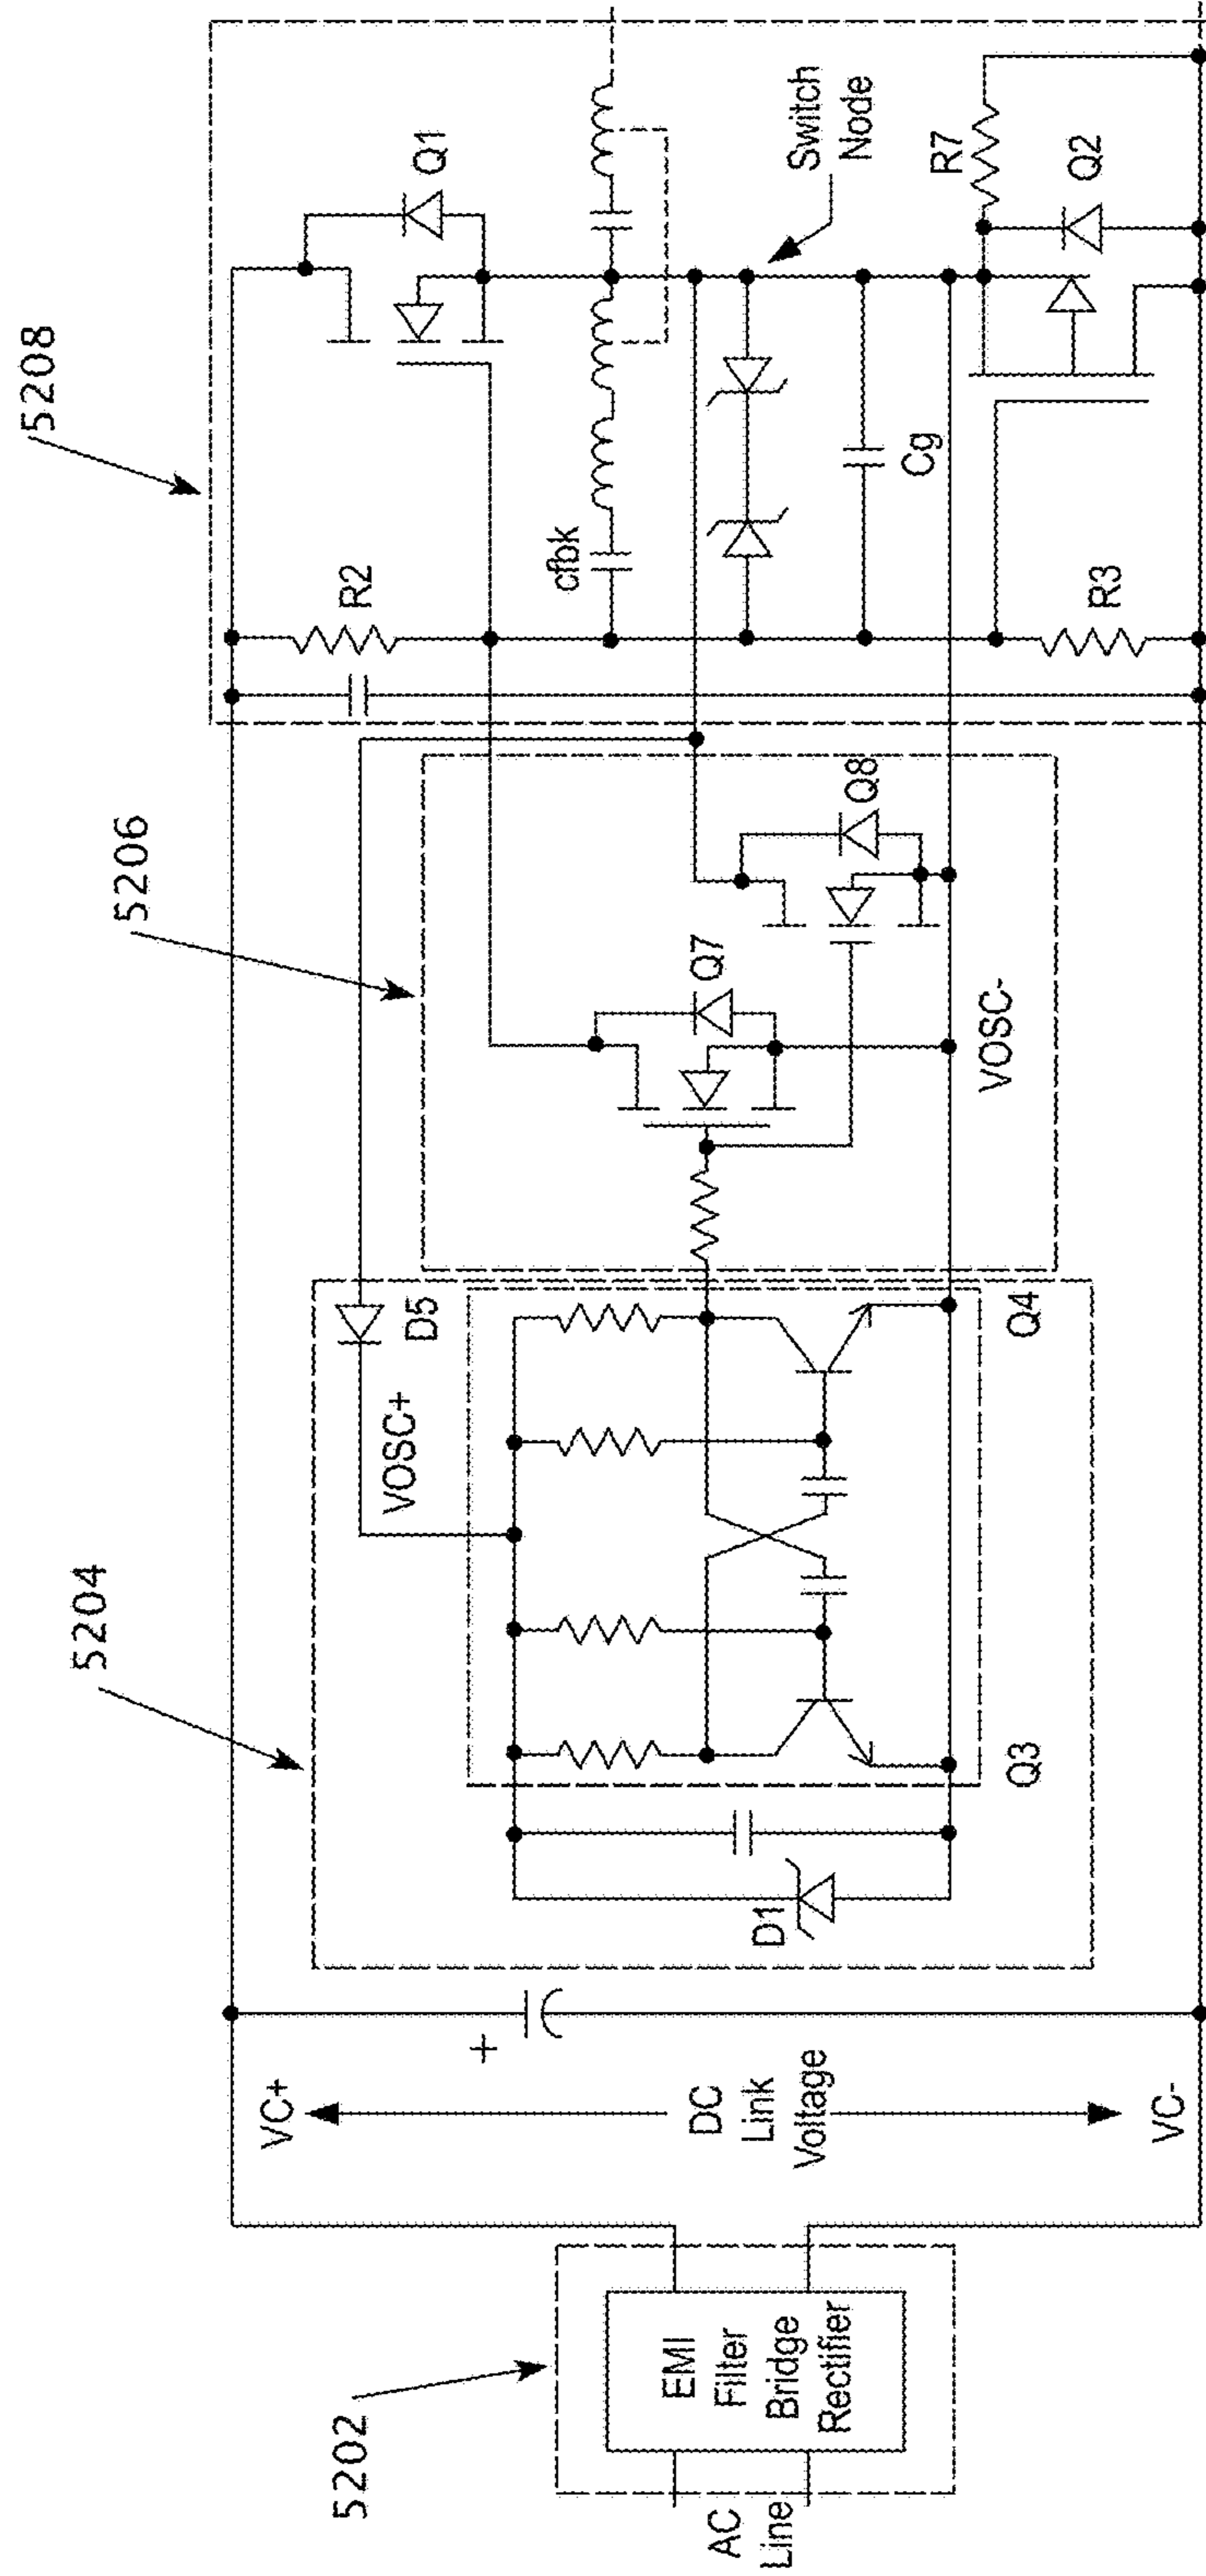 5202
5204
5206
5208
AC
Line
EMI
Filter
Bridge
Rectifier
VC+
DC
Link
Voltage
VC-
+
D1
Q3
VOSC+
D5
Q4
Q7
Q8
VOSC-
R2
cfbk
Cg
R3
Q1
Switch
Node
R7
Q2